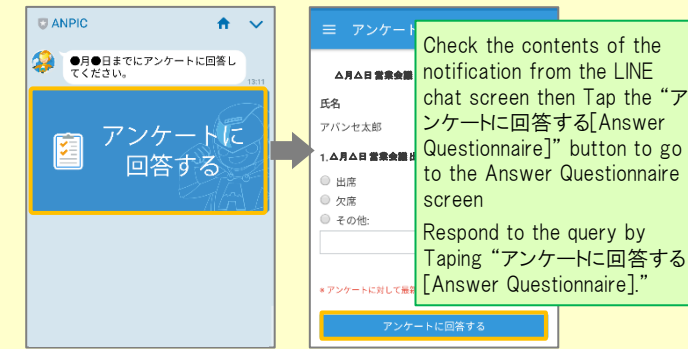 ANPIC
●月●日までにアンケートに回答し
てください。
13:11
アンケートに
回答する
アンケート
△月△日 営業会議
氏名
アバンセ太郎
1.△月△日 営業会議 出
出席
欠席
その他:
* アンケートに対して最新
アンケートに回答する
Check the contents of the
notification from the LINE
chat screen then Tap the “ア
ンケートに回答する[Answer
Questionnaire]” button to go
to the Answer Questionnaire
screen
Respond to the query by
Taping “アンケートに回答する
[Answer Questionnaire].”